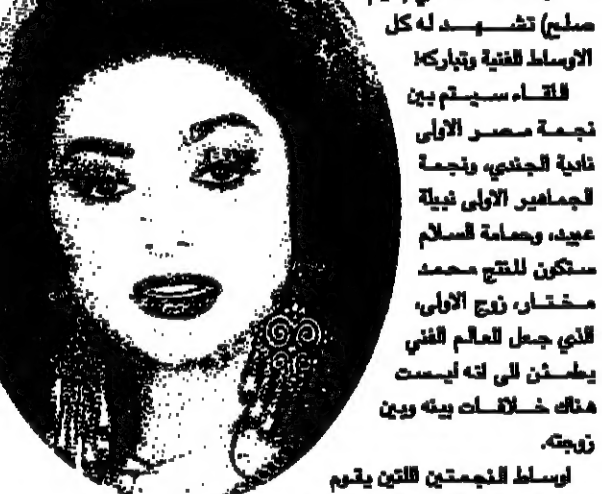 صلح) تشهد له كل
الاوساط الفنية وتباركه!
اللقاء سيتم بين
نجمة مصر الاولى
نادية الجندي، ونجمة
الجماهير الاولى نبيلة
عبيد، وحمامة السلام
ستكون للمنتج محمد
مختار، زوج الاولى،
الذي جعل العالم الفني
يطمئن الى انه ليست
هناك خلافات بينه وبين
زوجته.
اوساط النجمتين اللتين يقوم